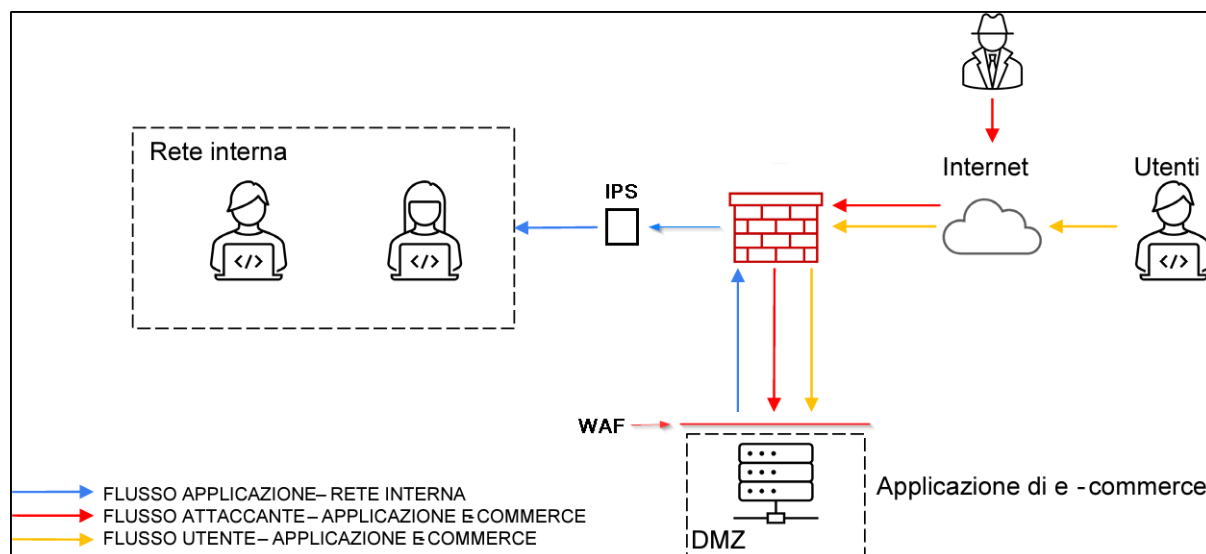 Rete interna
IPS
Internet
Utenti
WAF
Applicazione di e -commerce
DMZ
FLUSSO APPLICAZIONE– RETE INTERNA
FLUSSO ATTACCANTE– APPLICAZIONE E-COMMERCE
FLUSSO UTENTE– APPLICAZIONE E-COMMERCE